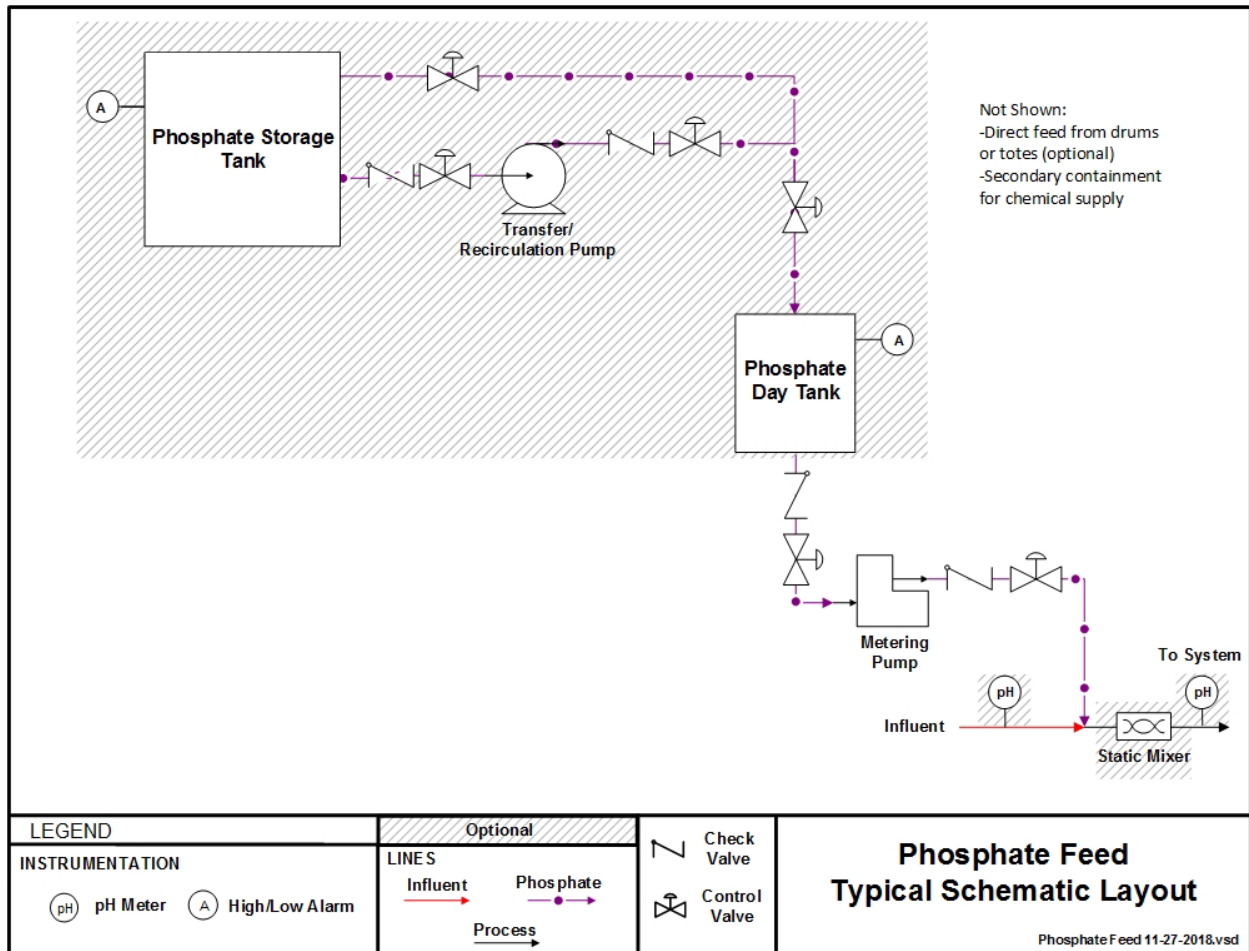 A
Phosphate Storage
Tank
Transfer/
Recirculation Pump
Not Shown:
-Direct feed from drums
or totes (optional)
-Secondary containment
for chemical supply
Phosphate
Day Tank
A
Metering
Pump
To System
pH
pH
Influent
Static Mixer
LEGEND
INSTRUMENTATION
pH
pH Meter
A
High/Low Alarm
Optional
LINES
Influent
Phosphate
Process
Check
Valve
Control
Valve
Phosphate Feed
Typical Schematic Layout
Phosphate Feed 11-27-2018.vsd